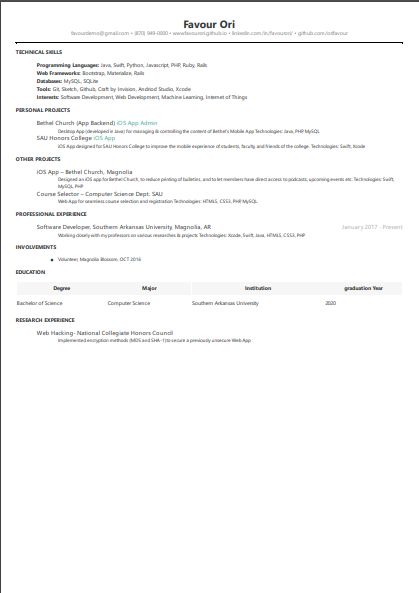 Favour Ori
favourdemo@gmail.com • (870) 949-0000 • www.favourori.github.io • linkedin.com/in/favourori/ • github.com/orifavour
TECHNICAL SKILLS
Programming Languages: Java, Swift, Python, Javascript, PHP, Ruby, Rails
Web Frameworks: Bootstrap, Materialize, Rails
Databases: MySQL, SQLite
Tools: Git, Sketch, Github, Craft by Invision, Andriod Studio, Xcode
Interests: Software Development, Web Development, Machine Learning, Internet of Things
PERSONAL PROJECTS
Bethel Church (App Backend) iOS App Admin
Desktop App (developed in Java) for managing & controlling the content of Bethel's Mobile App Technologies: Java, PHP MySQL
SAU Honors College iOS App
iOS App designed for SAU Honors College to improve the mobile experience of students, faculty and friends of the college. Technologies: Swift, Xcode
OTHER PROJECTS
iOS App – Bethel Church, Magnolia
Designed an iOS app for Bethel Church, to reduce printing of bulletins, and to let members have direct access to podcasts, upcoming events etc. Technologies: Swift,
MySQL, PHP
Course Selector – Computer Science Dept. SAU
Web App for seamless course selection and registration Technologies: HTML5, CSS3, PHP, MySQL
PROFESSIONAL EXPERIENCE
Software Developer, Southern Arkansas University, Magnolia, AR January 2017 - Present
Working closely with my professors on various researches & projects Technologies: Xcode, Swift, Java, HTML5, CSS3, PHP
INVOLVEMENTS
• Volunteer, Magnolia Blossom, OCT 2016
EDUCATION
Degree Major Institution graduation Year
Bachelor of Science Computer Science Southern Arkansas University 2020
RESEARCH EXPERIENCE
Web Hacking- National Collegiate Honors Council
Implemented encryption methods (MD5 and SHA-1)to secure a previously unsecure Web App